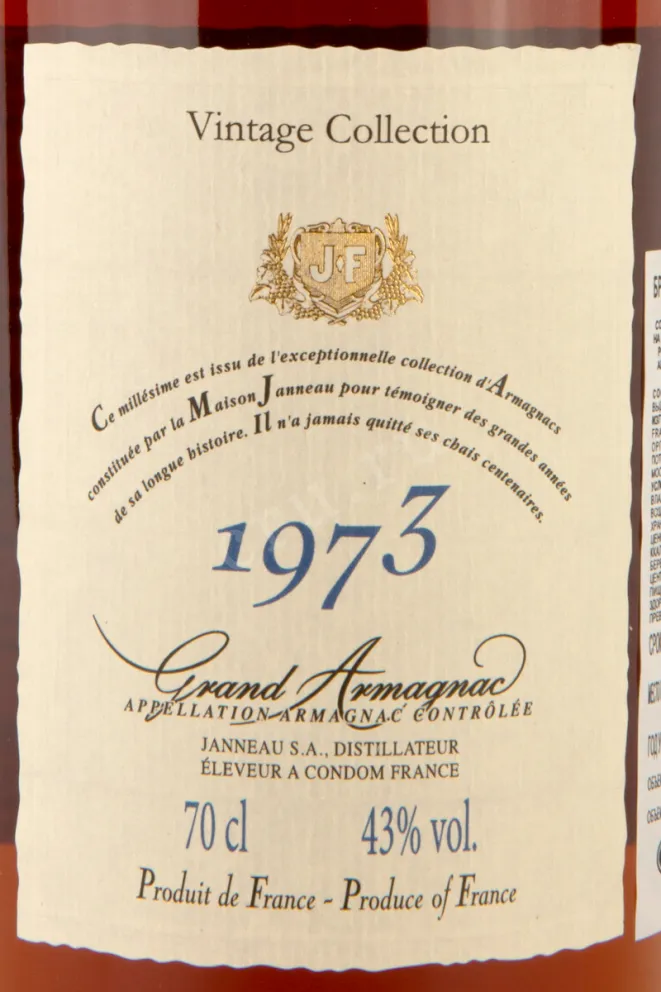 Vintage Collection
J F
Ce millésime est issu de l'exceptionnelle collection d'Armagnacs
constituée par la Maison Janneau pour témoigner des grandes années
de sa longue histoire. Il n'a jamais quitté ses chais centenaires.
1973
Grand Armagnac
APPELLATION ARMAGNAC CONTRÔLÉE
JANNEAU S.A., DISTILLATEUR
ÉLEVEUR A CONDOM FRANCE
70 cl 43% vol.
Produit de France - Produce of France